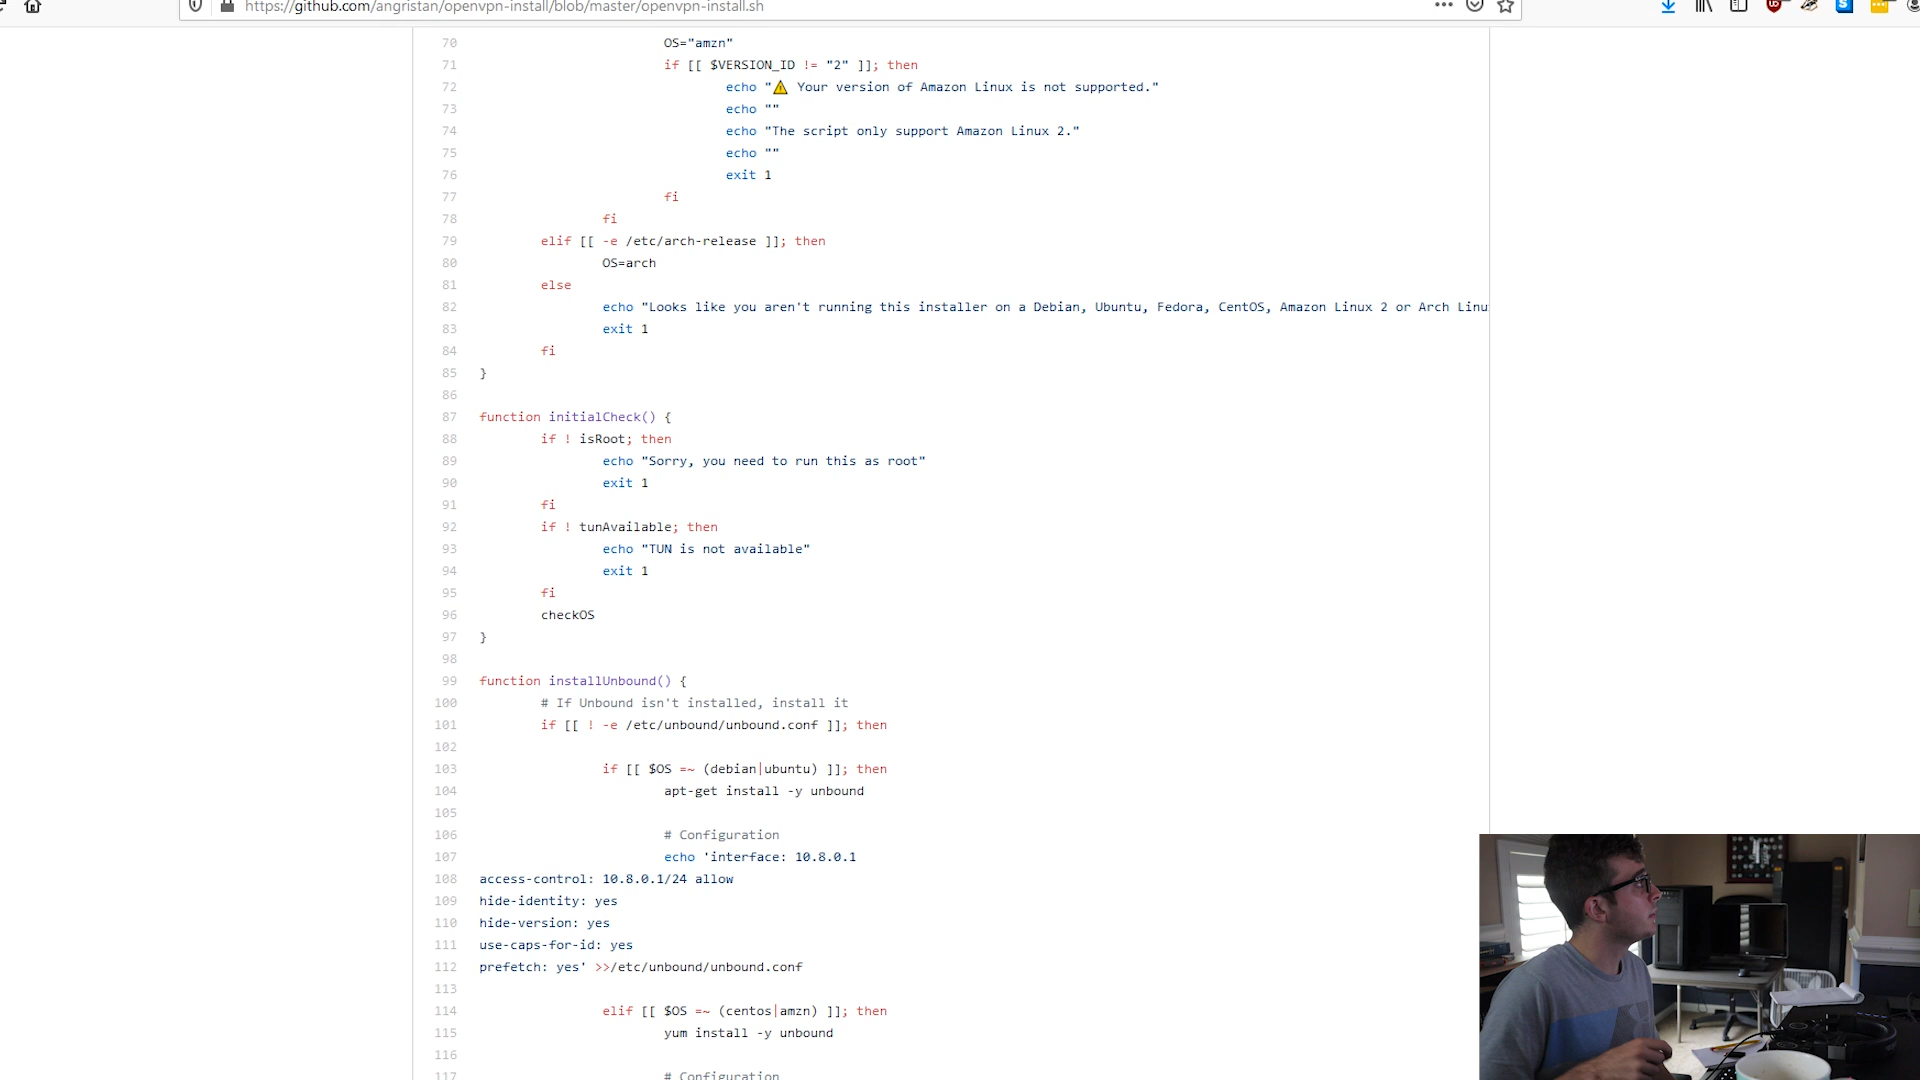 https://github.com/angristan/openvpn-install/blob/master/openvpn-install.sh
70 OS="amzn"
71 if [[ $VERSION_ID != "2" ]]; then
72 echo "⚠️ Your version of Amazon Linux is not supported."
73 echo ""
74 echo "The script only support Amazon Linux 2."
75 echo ""
76 exit 1
77 fi
78 fi
79 elif [[ -e /etc/arch-release ]]; then
80 OS=arch
81 else
82 echo "Looks like you aren't running this installer on a Debian, Ubuntu, Fedora, CentOS, Amazon Linux 2 or Arch Linu
83 exit 1
84 fi
85 }
86
87 function initialCheck() {
88 if ! isRoot; then
89 echo "Sorry, you need to run this as root"
90 exit 1
91 fi
92 if ! tunAvailable; then
93 echo "TUN is not available"
94 exit 1
95 fi
96 checkOS
97 }
98
99 function installUnbound() {
100 # If Unbound isn't installed, install it
101 if [[ ! -e /etc/unbound/unbound.conf ]]; then
102
103 if [[ $OS =~ (debian|ubuntu) ]]; then
104 apt-get install -y unbound
105
106 # Configuration
107 echo 'interface: 10.8.0.1
108 access-control: 10.8.0.1/24 allow
109 hide-identity: yes
110 hide-version: yes
111 use-caps-for-id: yes
112 prefetch: yes' >>/etc/unbound/unbound.conf
113
114 elif [[ $OS =~ (centos|amzn) ]]; then
115 yum install -y unbound
116
117 # Configuration